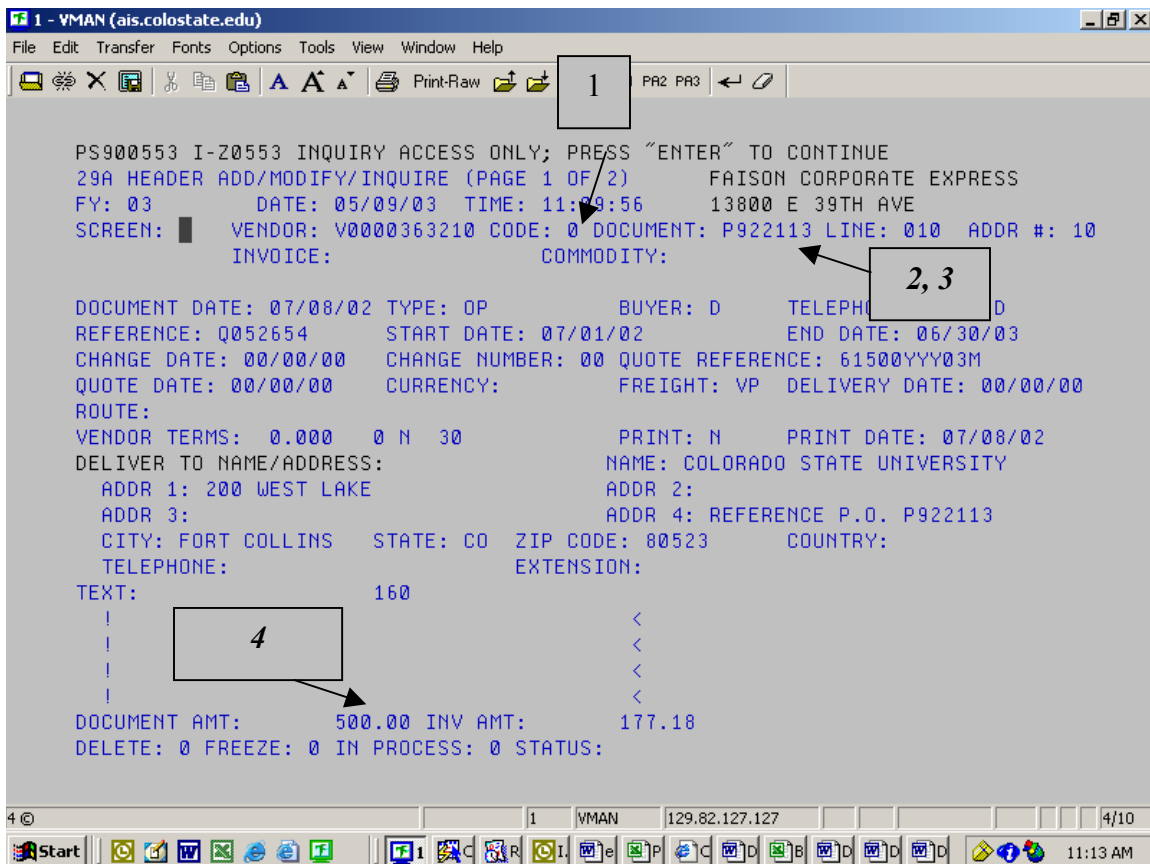 1 - VMAN (ais.colostate.edu)
File Edit Transfer Fonts Options Tools View Window Help
Print-Raw PA2 PA3
1
PS900553 I-Z0553 INQUIRY ACCESS ONLY; PRESS "ENTER" TO CONTINUE
29A HEADER ADD/MODIFY/INQUIRE (PAGE 1 OF 2) FAISON CORPORATE EXPRESS
FY: 03 DATE: 05/09/03 TIME: 11:09:56 13800 E 39TH AVE
SCREEN: VENDOR: V0000363210 CODE: 0 DOCUMENT: P922113 LINE: 010 ADDR #: 10
INVOICE: COMMODITY:
2, 3
DOCUMENT DATE: 07/08/02 TYPE: OP BUYER: D TELEPH D
REFERENCE: Q052654 START DATE: 07/01/02 END DATE: 06/30/03
CHANGE DATE: 00/00/00 CHANGE NUMBER: 00 QUOTE REFERENCE: 61500YYY03M
QUOTE DATE: 00/00/00 CURRENCY: FREIGHT: VP DELIVERY DATE: 00/00/00
ROUTE:
VENDOR TERMS: 0.000 0 N 30 PRINT: N PRINT DATE: 07/08/02
DELIVER TO NAME/ADDRESS: NAME: COLORADO STATE UNIVERSITY
ADDR 1: 200 WEST LAKE ADDR 2:
ADDR 3: ADDR 4: REFERENCE P.O. P922113
CITY: FORT COLLINS STATE: CO ZIP CODE: 80523 COUNTRY:
TELEPHONE: EXTENSION:
TEXT: 160
! <
! <
! <
! <
4
DOCUMENT AMT: 500.00 INV AMT: 177.18
DELETE: 0 FREEZE: 0 IN PROCESS: 0 STATUS:
4 © 1 VMAN 129.82.127.127 4/10
Start 1 c R I. e P c D B D D D 11:13 AM